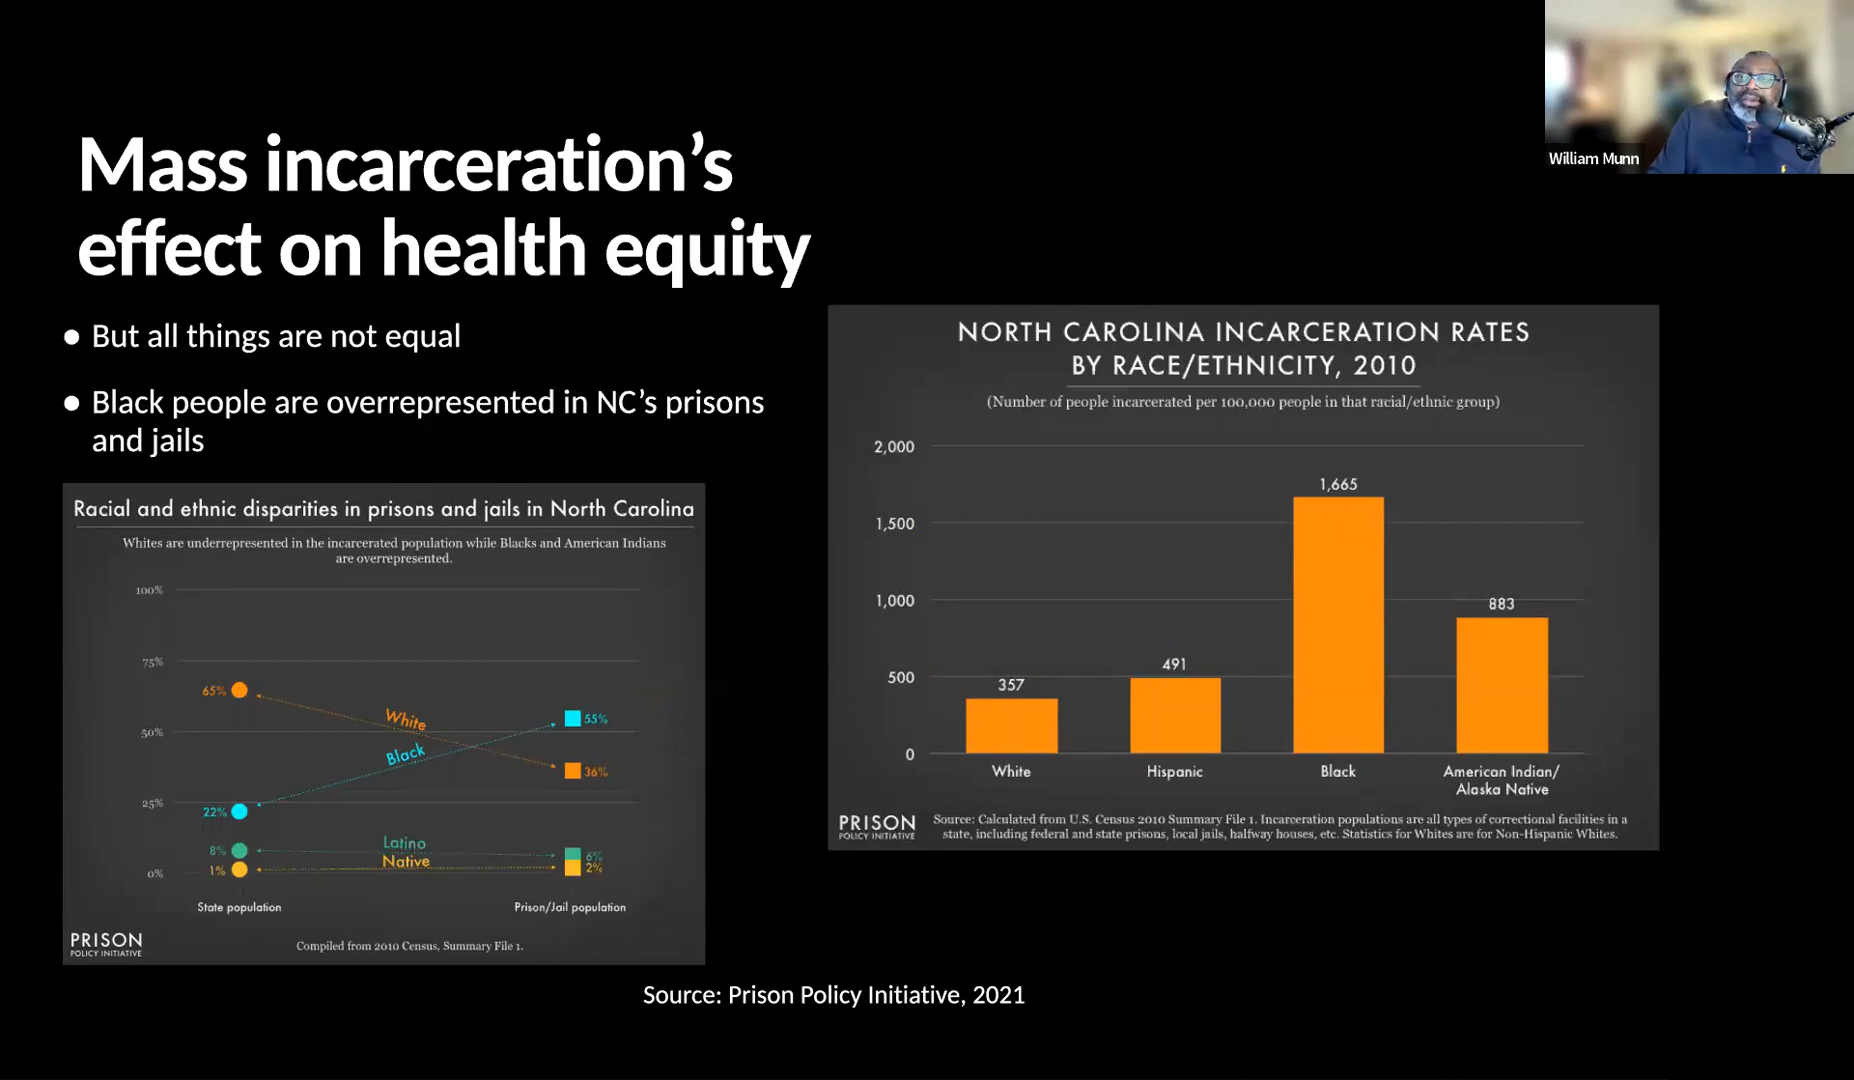 William Munn
Mass incarceration’s
effect on health equity
● But all things are not equal
● Black people are overrepresented in NC’s prisons
and jails
Racial and ethnic disparities in prisons and jails in North Carolina
Whites are underrepresented in the incarcerated population while Blacks and American Indians
are overrepresented.
100%
75%
65%
White
55%
50%
Black
36%
25%
22%
8%
Latino
6%
1%
Native
2%
0%
State population
Prison/Jail population
PRISON
POLICY INITIATIVE
Compiled from 2010 Census, Summary File 1.
NORTH CAROLINA INCARCERATION RATES
BY RACE/ETHNICITY, 2010
(Number of people incarcerated per 100,000 people in that racial/ethnic group)
2,000
1,500
1,000
500
0
357
491
1,665
883
White
Hispanic
Black
American Indian/
Alaska Native
PRISON
POLICY INITIATIVE
Source: Calculated from U.S. Census 2010 Summary File 1. Incarceration populations are all types of correctional facilities in a
state, including federal and state prisons, local jails, halfway houses, etc. Statistics for Whites are for Non-Hispanic Whites.
Source: Prison Policy Initiative, 2021